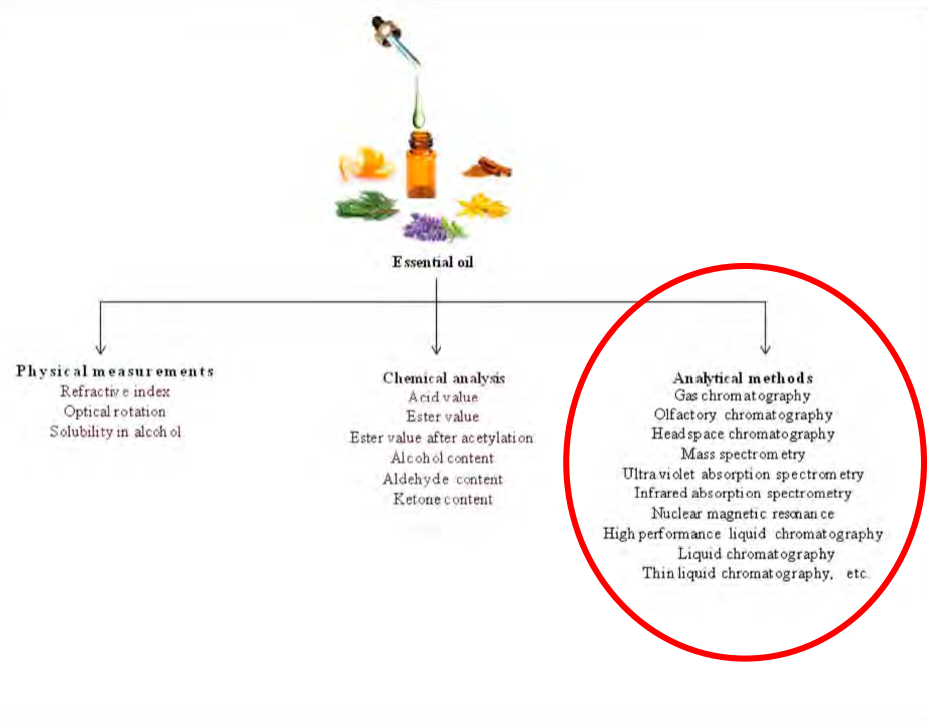 Essential oil
Physical measurements
Refractive index
Optical rotation
Solubility in alcohol
Chemical analysis
Acid value
Ester value
Ester value after acetylation
Alcohol content
Aldehyde content
Ketone content
Analytical methods
Gas chromatography
Olfactory chromatography
Headspace chromatography
Mass spectrometry
Ultraviolet absorption spectrometry
Infrared absorption spectrometry
Nuclear magnetic resonance
High performance liquid chromatography
Liquid chromatography
Thin liquid chromatography, etc.